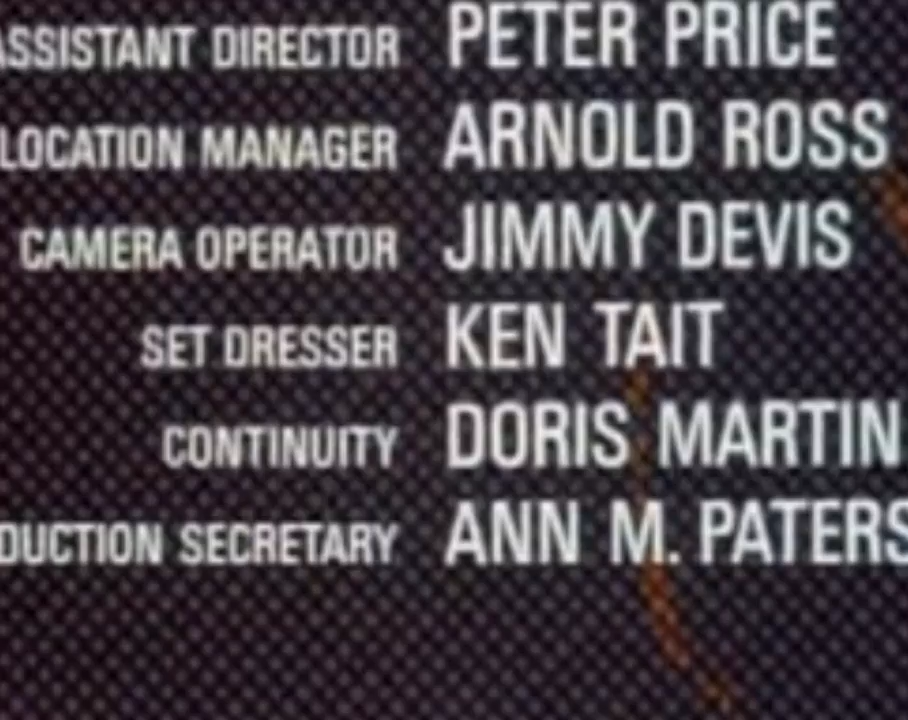 ASSISTANT DIRECTOR PETER PRICE
LOCATION MANAGER ARNOLD ROSS
CAMERA OPERATOR JIMMY DEVIS
SET DRESSER KEN TAIT
CONTINUITY DORIS MARTIN
DUCTION SECRETARY ANN M. PATERS